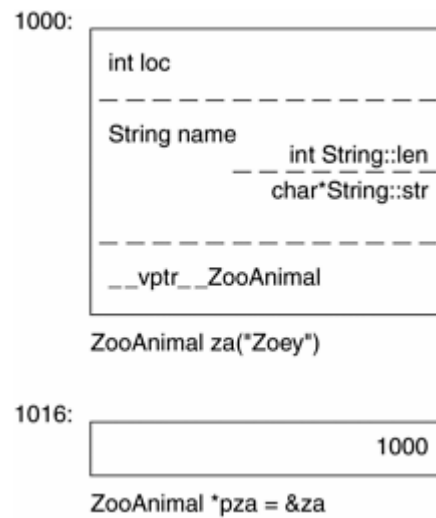 1000:
int loc
String name
int String::len
char*String::str
__vptr__ZooAnimal
ZooAnimal za("Zoey")
1016:
1000
ZooAnimal *pza = &za